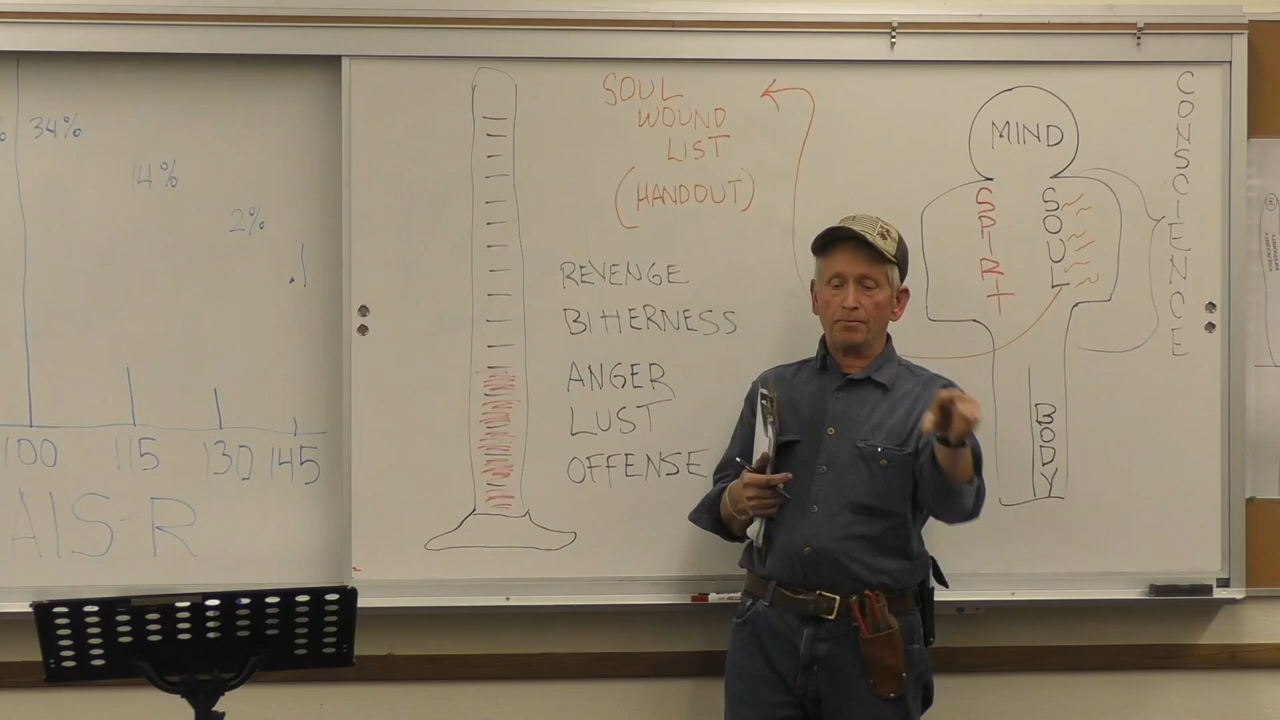 34%
14%
2%
.1
100
115
130
145
AIS-R
SOUL
WOUND
LIST
(HANDOUT)
REVENGE
BITTERNESS
ANGER
LUST
OFFENSE
MIND
SPIRIT
SOUL
BODY
CONSCIENCE